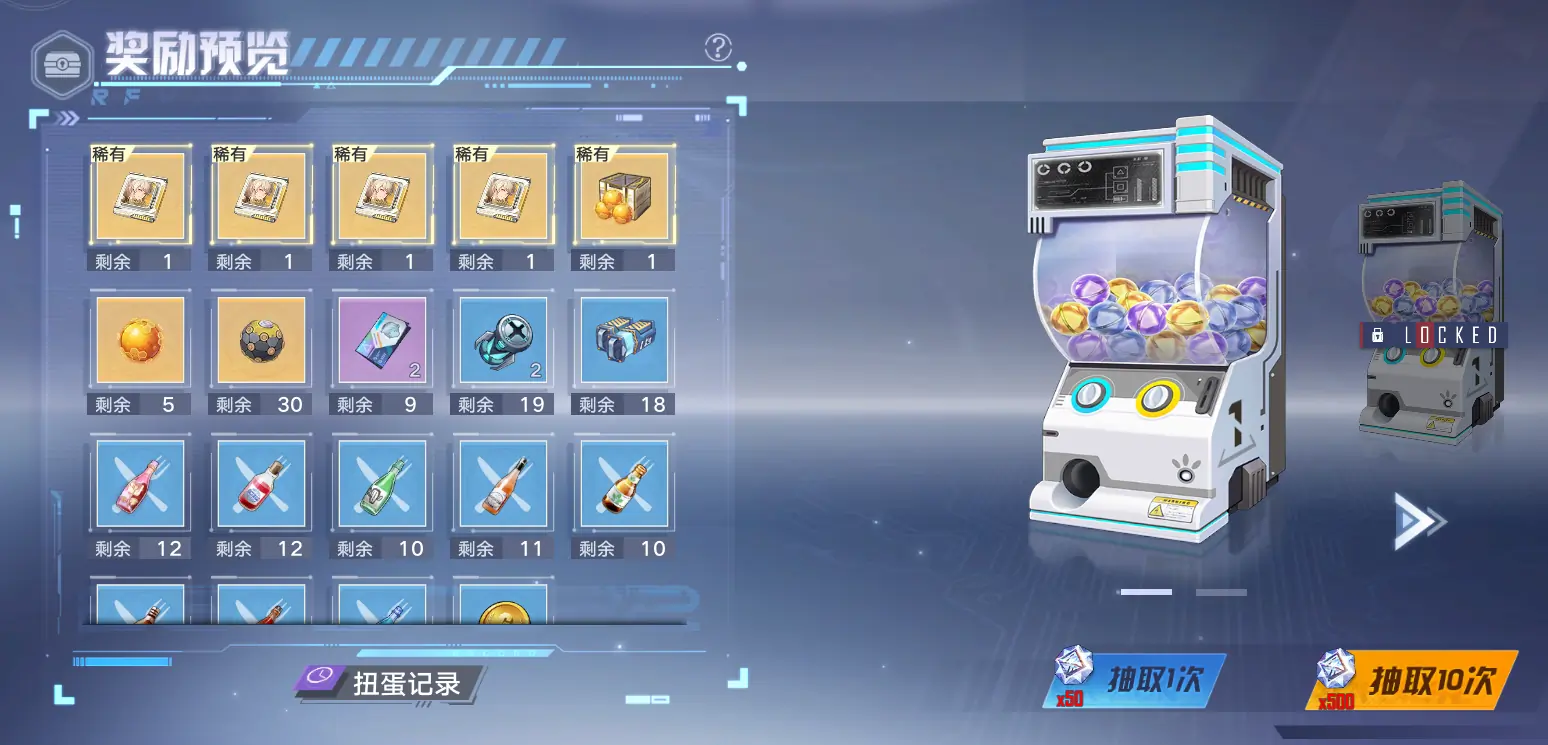 奖励预览
?
稀有 稀有 稀有 稀有 稀有
剩余 1 剩余 1 剩余 1 剩余 1 剩余 1
2 2
剩余 5 剩余 30 剩余 9 剩余 19 剩余 18
剩余 12 剩余 12 剩余 10 剩余 11 剩余 10
扭蛋记录
1
LOCKED
x50 抽取1次
x500 抽取10次